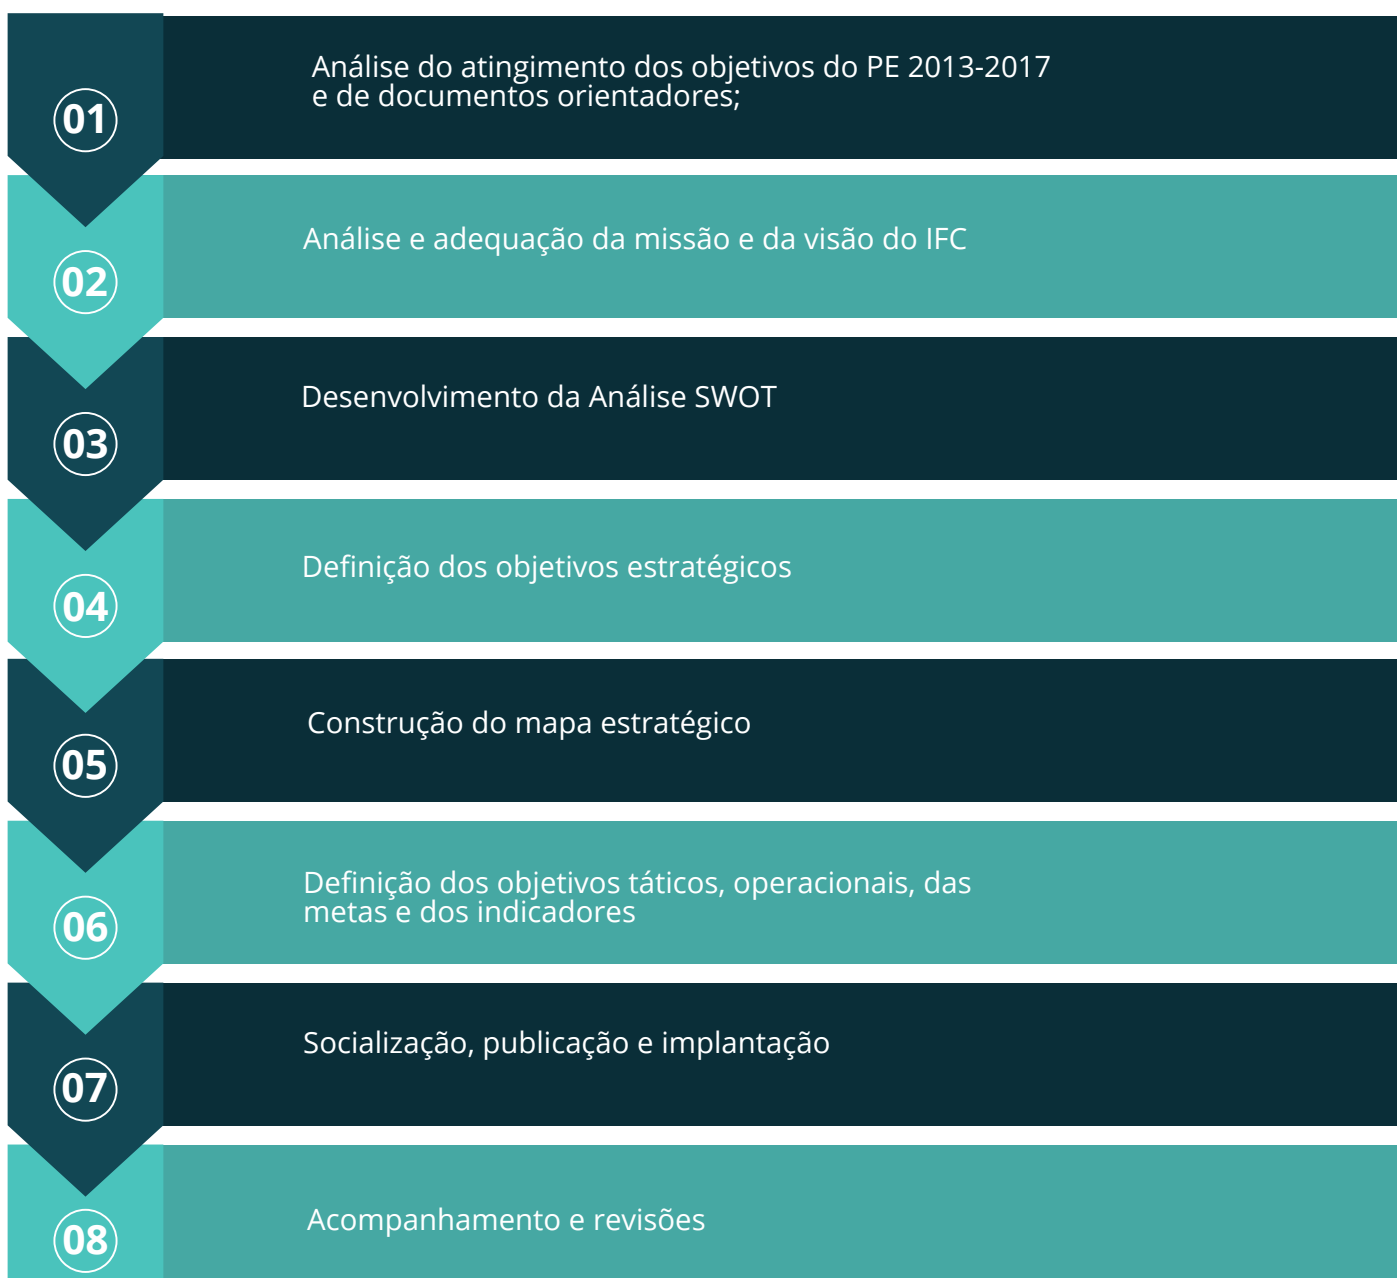 01
Análise do atingimento dos objetivos do PE 2013-2017
e de documentos orientadores;
02
Análise e adequação da missão e da visão do IFC
03
Desenvolvimento da Análise SWOT
04
Definição dos objetivos estratégicos
05
Construção do mapa estratégico
06
Definição dos objetivos táticos, operacionais, das
metas e dos indicadores
07
Socialização, publicação e implantação
08
Acompanhamento e revisões